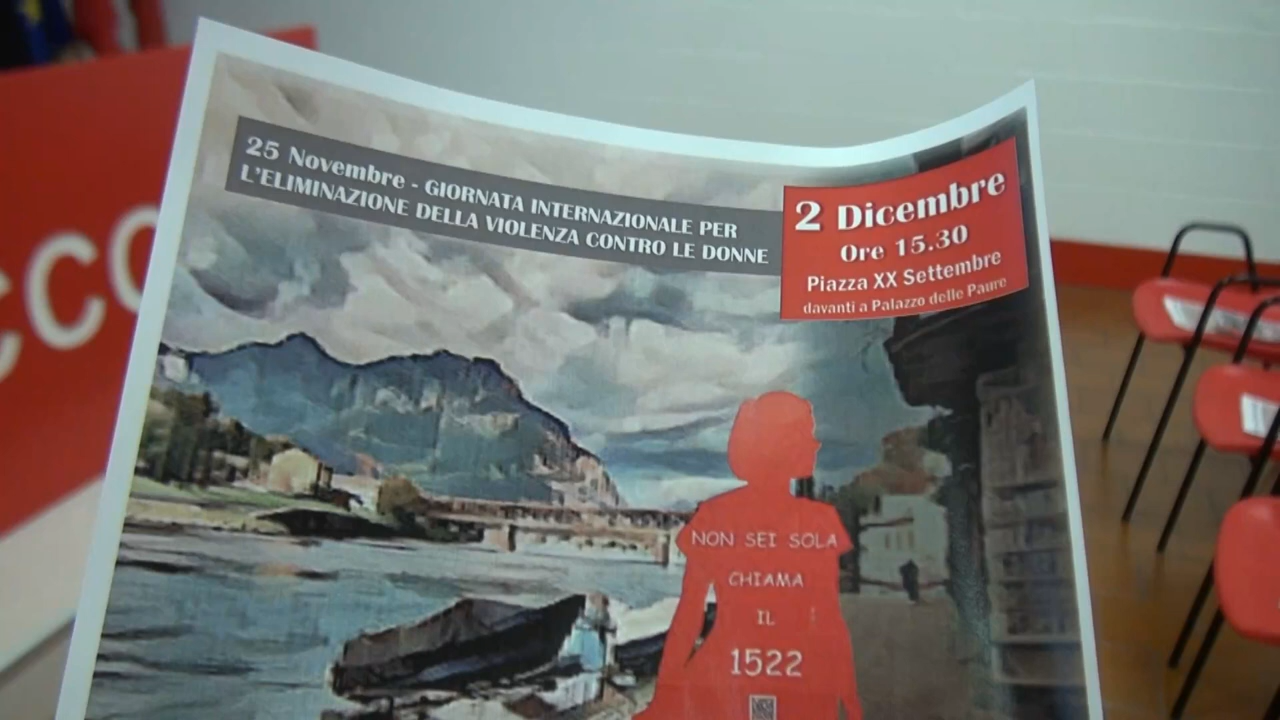 25 Novembre - GIORNATA INTERNAZIONALE PER
L'ELIMINAZIONE DELLA VIOLENZA CONTRO LE DONNE
2 Dicembre
Ore 15.30
Piazza XX Settembre
davanti a Palazzo delle Paure
NON SEI SOLA
CHIAMA
IL
1522